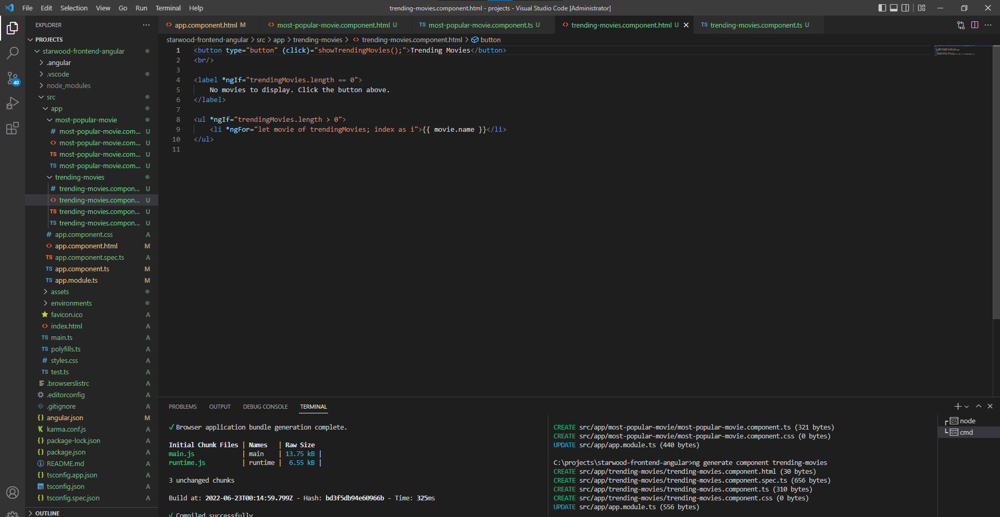 File Edit Selection View Go Run Terminal Help
trending-movies.component.html - projects - Visual Studio Code [Administrator]
EXPLORER
PROJECTS
starwood-frontend-angular
.angular
.vscode
node_modules
src
app
most-popular-movie
# most-popular-movie.com... U
<> most-popular-movie.com... U
TS most-popular-movie.com... U
TS most-popular-movie.com... U
trending-movies
# trending-movies.compon... U
<> trending-movies.compon... U
TS trending-movies.compon... U
TS trending-movies.compon... U
# app.component.css A
<> app.component.html M
TS app.component.spec.ts A
TS app.component.ts M
TS app.module.ts M
assets
environments
favicon.ico A
<> index.html A
TS main.ts A
TS polyfills.ts A
# styles.css A
TS test.ts A
.browserslistrc A
.editorconfig A
.gitignore A
{} angular.json M
karma.conf.js A
{} package-lock.json A
{} package.json A
README.md A
{} tsconfig.app.json A
TS tsconfig.json A
{} tsconfig.spec.json A
OUTLINE
40
<> app.component.html M
<> most-popular-movie.component.html U
TS most-popular-movie.component.ts U
<> trending-movies.component.html U
TS trending-movies.component.ts U
starwood-frontend-angular > src > app > trending-movies > <> trending-movies.component.html > button
1 <button type="button" (click)="showTrendingMovies();">Trending Movies</button>
2 <br/>
3
4 <label *ngIf="trendingMovies.length == 0">
5 No movies to display. Click the button above.
6 </label>
7
8 <ul *ngIf="trendingMovies.length > 0">
9 <li *ngFor="let movie of trendingMovies; index as i">{{ movie.name }}</li>
10 </ul>
11
PROBLEMS OUTPUT DEBUG CONSOLE TERMINAL
√ Browser application bundle generation complete.
Initial Chunk Files | Names | Raw Size
main.js | main | 13.75 kB |
runtime.js | runtime | 6.55 kB |
3 unchanged chunks
Build at: 2022-06-23T00:14:59.799Z - Hash: bd3f5db94e60966b - Time: 325ms
√ Compiled successfully.
CREATE src/app/most-popular-movie/most-popular-movie.component.ts (321 bytes)
CREATE src/app/most-popular-movie/most-popular-movie.component.css (0 bytes)
UPDATE src/app/app.module.ts (440 bytes)
C:\projects\starwood-frontend-angular>ng generate component trending-movies
CREATE src/app/trending-movies/trending-movies.component.html (30 bytes)
CREATE src/app/trending-movies/trending-movies.component.spec.ts (656 bytes)
CREATE src/app/trending-movies/trending-movies.component.ts (310 bytes)
CREATE src/app/trending-movies/trending-movies.component.css (0 bytes)
UPDATE src/app/app.module.ts (556 bytes)
node
cmd